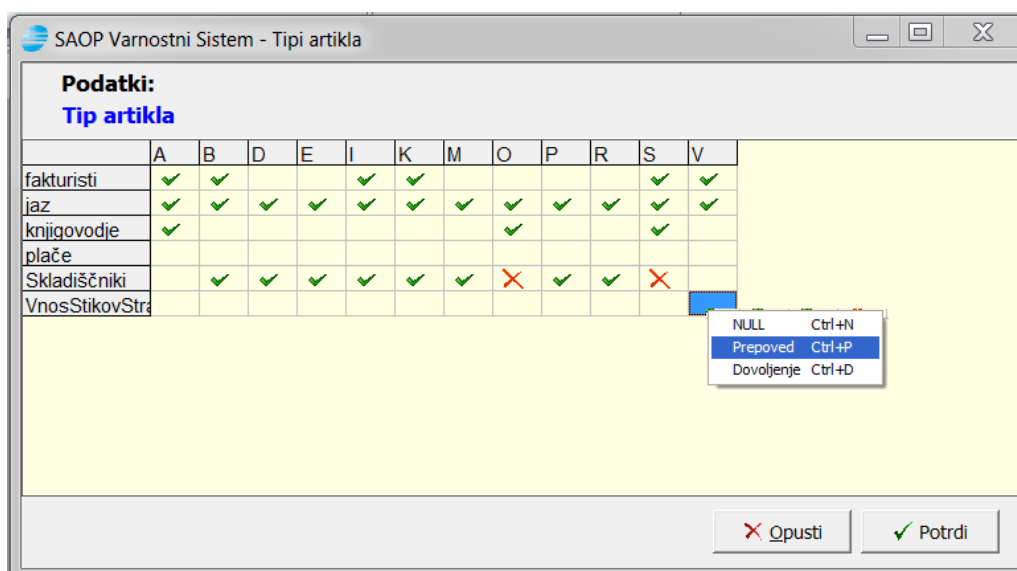 SAOP Varnostni Sistem - Tipi artikla
Podatki:
Tip artikla
A B D E I K M O P R S V
fakturisti
jaz
knjigovodje
plače
Skladiščniki
VnosStikovStra
NULL Ctrl+N
Prepoved Ctrl+P
Dovoljenje Ctrl+D
Opusti Potrdi